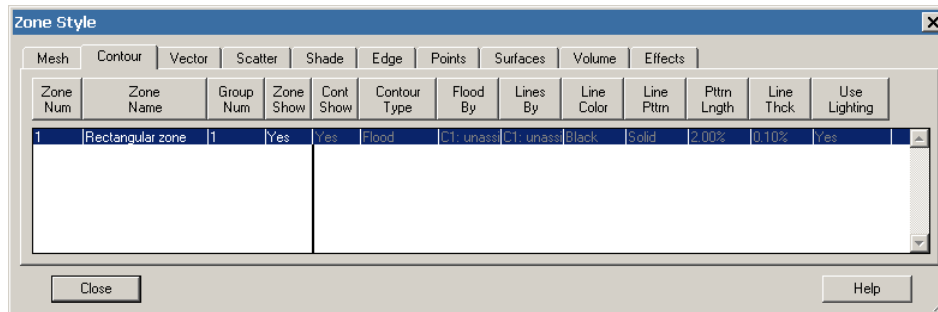 Zone Style
Mesh Contour Vector Scatter Shade Edge Points Surfaces Volume Effects
Zone Num Zone Name Group Num Zone Show Cont Show Contour Type Flood By Lines By Line Color Line Pttrn Pttrn Lngth Line Thck Use Lighting
1 Rectangular zone 1 Yes Yes Flood C1: unassi C1: unassi Black Solid 2.00% 0.10% Yes
Close Help